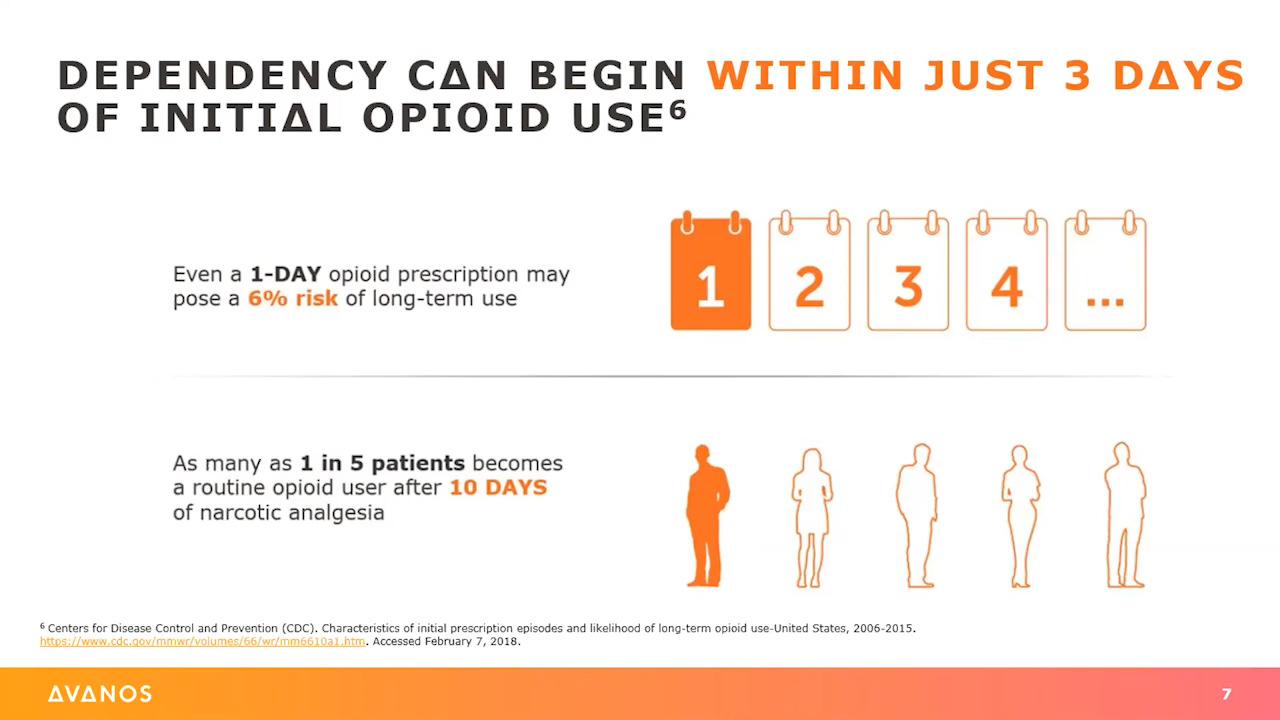 DEPENDENCY CΔN BEGIN WITHIN JUST 3 DΔYS
OF INITIΔL OPIOID USE⁶
Even a 1-DAY opioid prescription may
pose a 6% risk of long-term use
1 2 3 4 ...
As many as 1 in 5 patients becomes
a routine opioid user after 10 DAYS
of narcotic analgesia
⁶ Centers for Disease Control and Prevention (CDC). Characteristics of initial prescription episodes and likelihood of long-term opioid use-United States, 2006-2015.
https://www.cdc.gov/mmwr/volumes/66/wr/mm6610a1.htm. Accessed February 7, 2018.
ΔVΔNOS
7